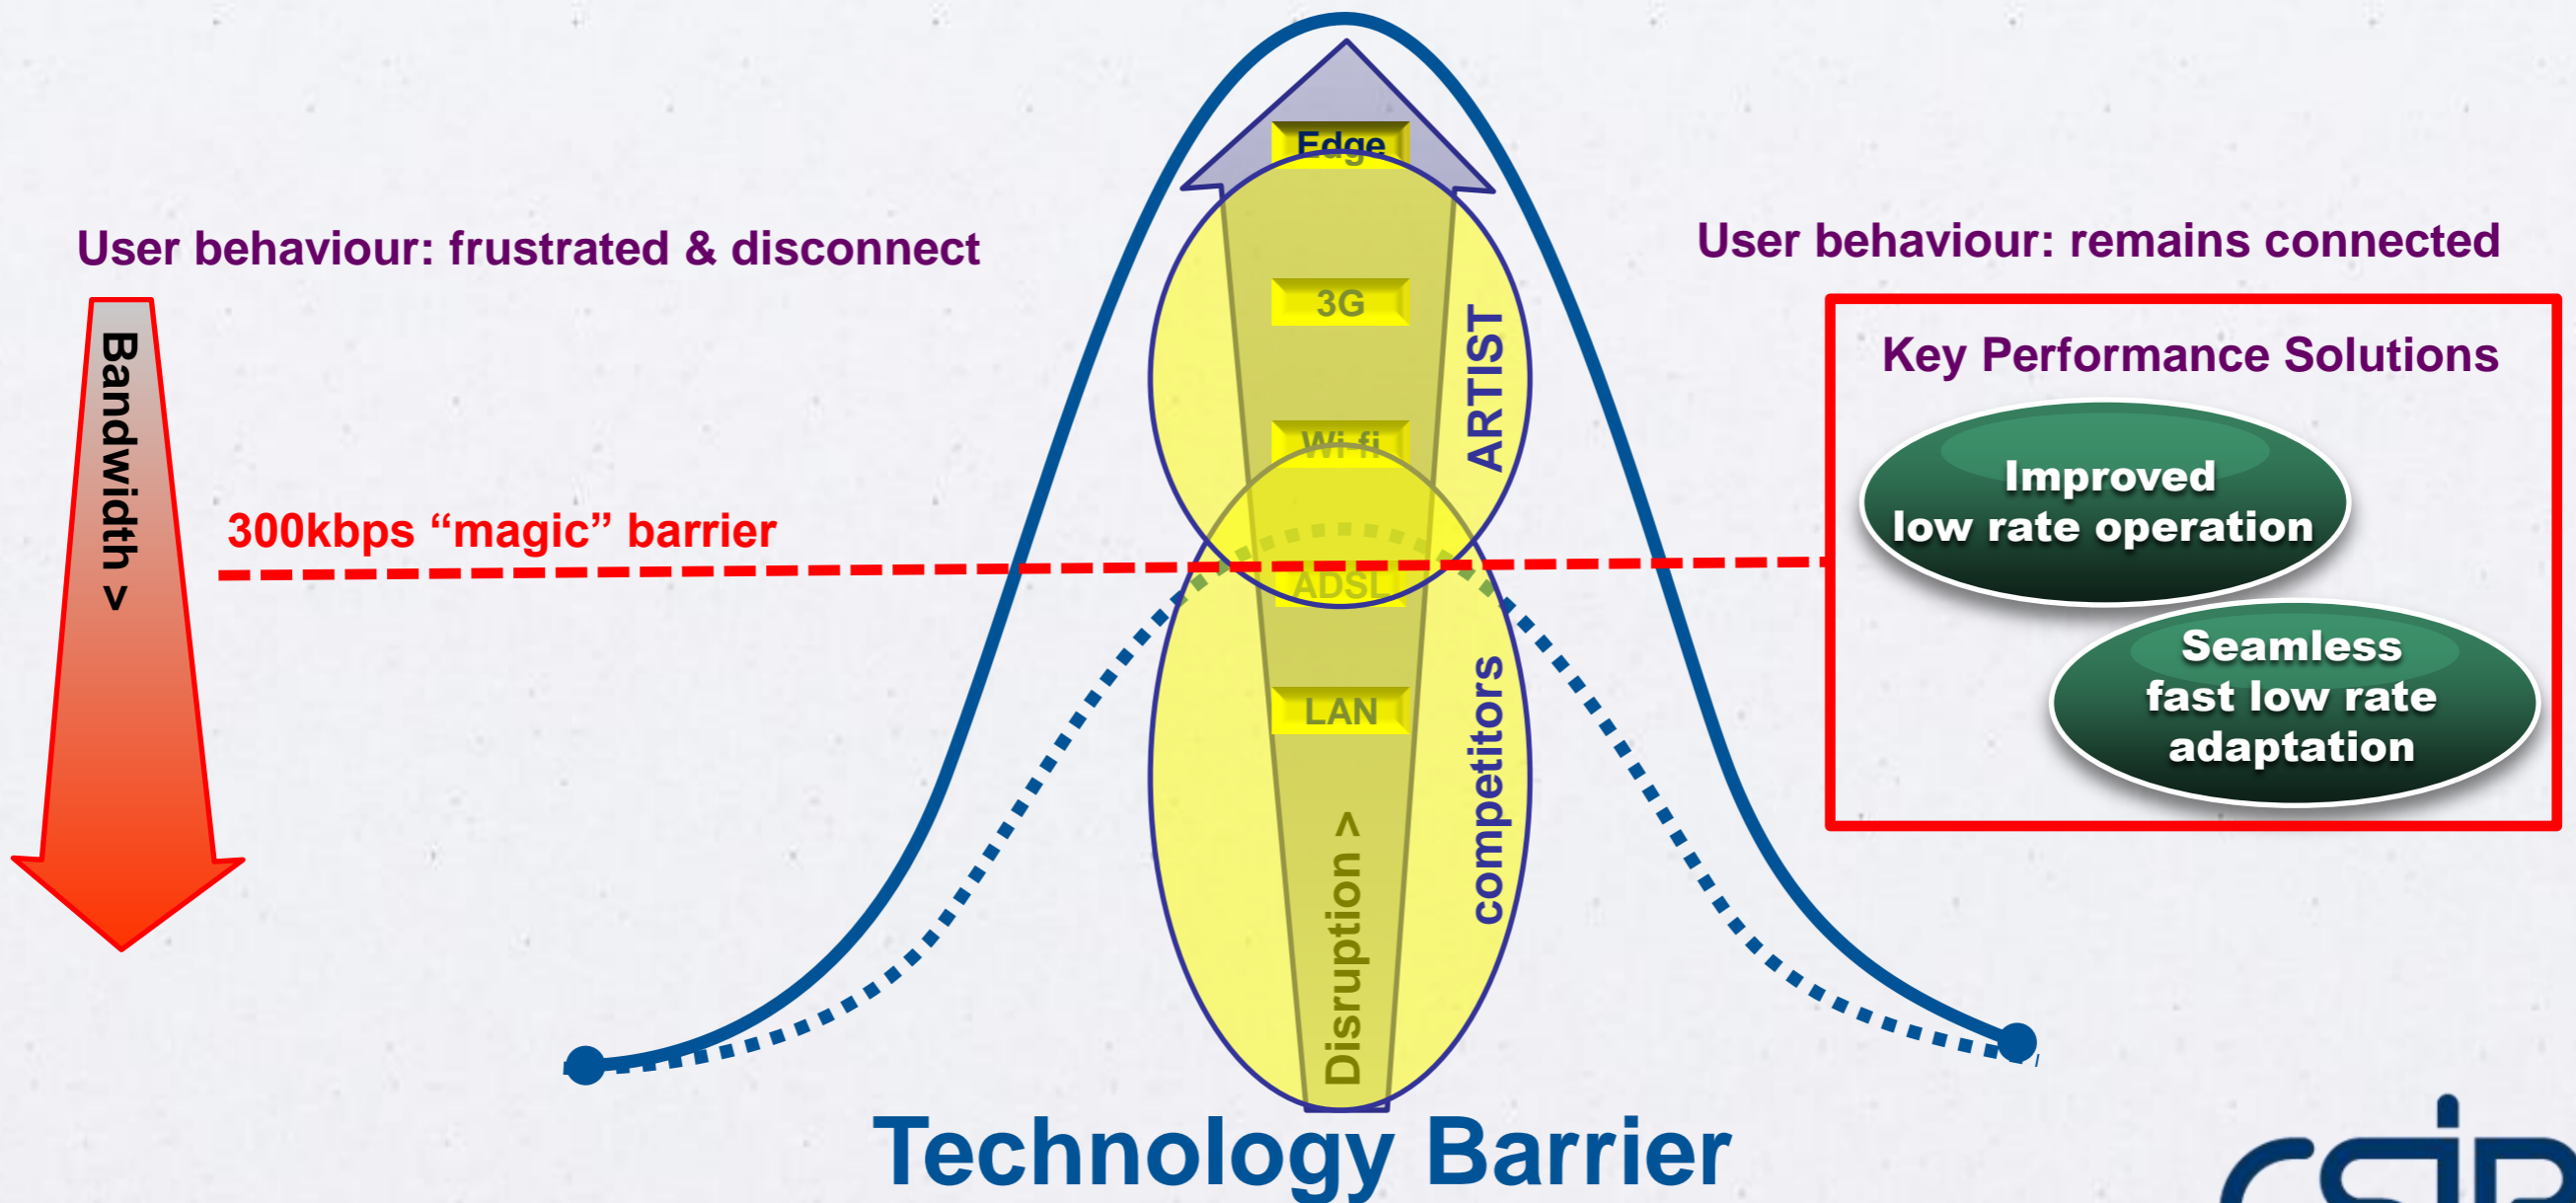 Edge
User behaviour: frustrated & disconnect
User behaviour: remains connected
Bandwidth >
3G
ARTIST
Key Performance Solutions
Wi-fi
Improved
low rate operation
300kbps “magic” barrier
ADSL
Seamless
fast low rate
adaptation
LAN
competitors
Disruption >
Technology Barrier
CSIR